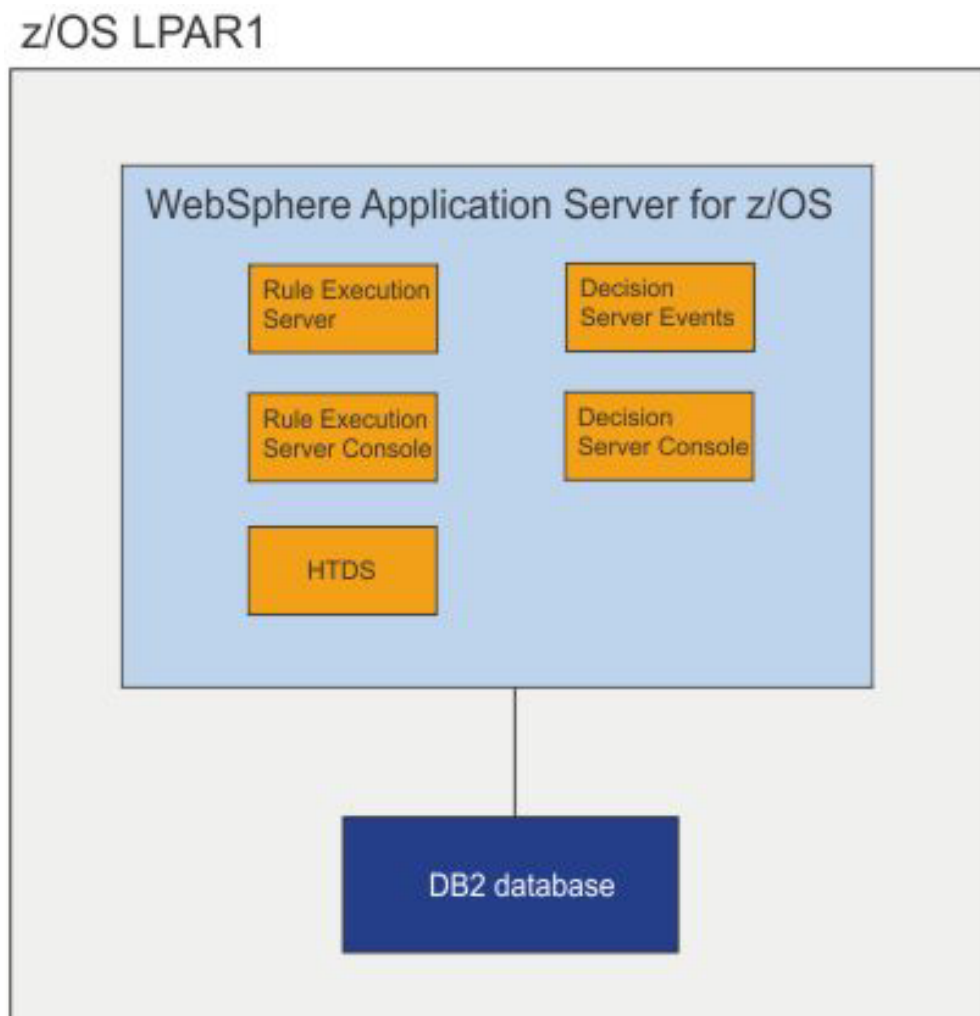 z/OS LPAR1
WebSphere Application Server for z/OS
Rule Execution
Server
Decision
Server Events
Rule Execution
Server Console
Decision
Server Console
HTDS
DB2 database